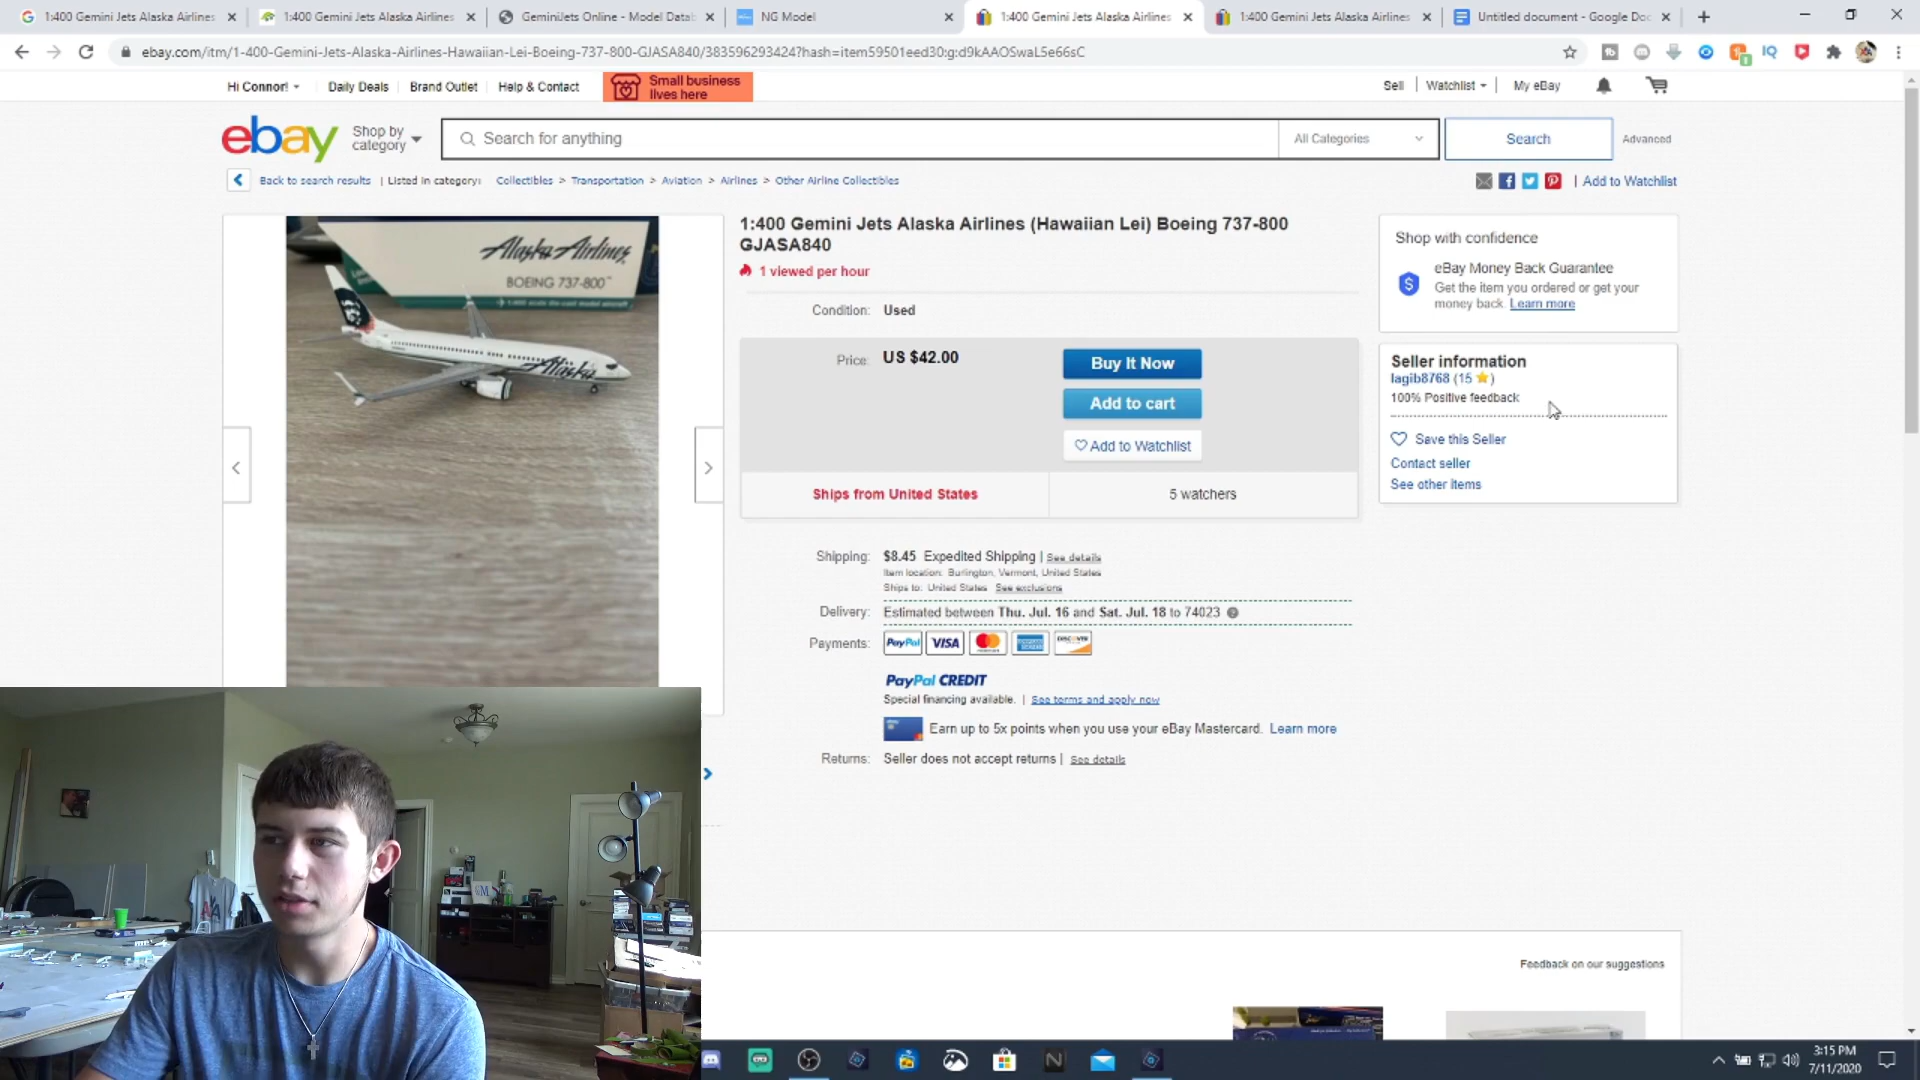 1:400 Gemini Jets Alaska Airlines
1:400 Gemini Jets Alaska Airlines
GeminiJets Online - Model Datab
NG Model
1:400 Gemini Jets Alaska Airlines
1:400 Gemini Jets Alaska Airlines
Untitled document - Google Doc
ebay.com/itm/1-400-Gemini-Jets-Alaska-Airlines-Hawaiian-Lei-Boeing-737-800-GJASA840/383596293424?hash=item59501eed30:g:d9kAAOSwaL5e66sC
Hi Connor!
Daily Deals
Brand Outlet
Help & Contact
Small business
lives here
Sell
Watchlist
My eBay
ebay
Shop by
category
Search for anything
All Categories
Search
Advanced
Back to search results | Listed in category:
Collectibles > Transportation > Aviation > Airlines > Other Airline Collectibles
| Add to Watchlist
Alaska Airlines
BOEING 737-800
Alaska
1:400 Gemini Jets Alaska Airlines (Hawaiian Lei) Boeing 737-800
GJASA840
1 viewed per hour
Condition: Used
Price: US $42.00
Buy It Now
Add to cart
Add to Watchlist
Ships from United States
5 watchers
Shipping: $8.45 Expedited Shipping | See details
Item location: Burlington, Vermont, United States
Ships to: United States See exclusions
Delivery: Estimated between Thu. Jul. 16 and Sat. Jul. 18 to 74023
Payments: PayPal VISA
DISCOVER
PayPal CREDIT
Special financing available. | See terms and apply now
Earn up to 5x points when you use your eBay Mastercard. Learn more
Returns: Seller does not accept returns | See details
Shop with confidence
eBay Money Back Guarantee
Get the item you ordered or get your
money back. Learn more
Seller information
lagib8768 (15 )
100% Positive feedback
Save this Seller
Contact seller
See other items
Feedback on our suggestions
3:15 PM
7/11/2020